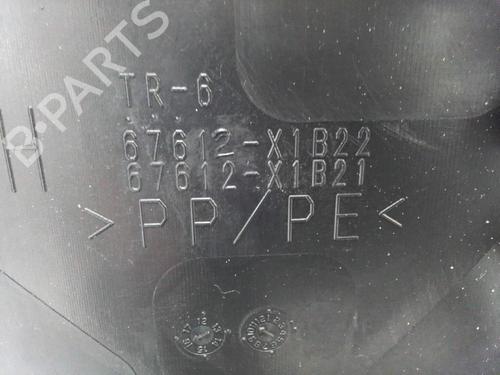 B-PARTS
TR-6
H
67612-X1B22
67612-X1B21
>PP/PE<